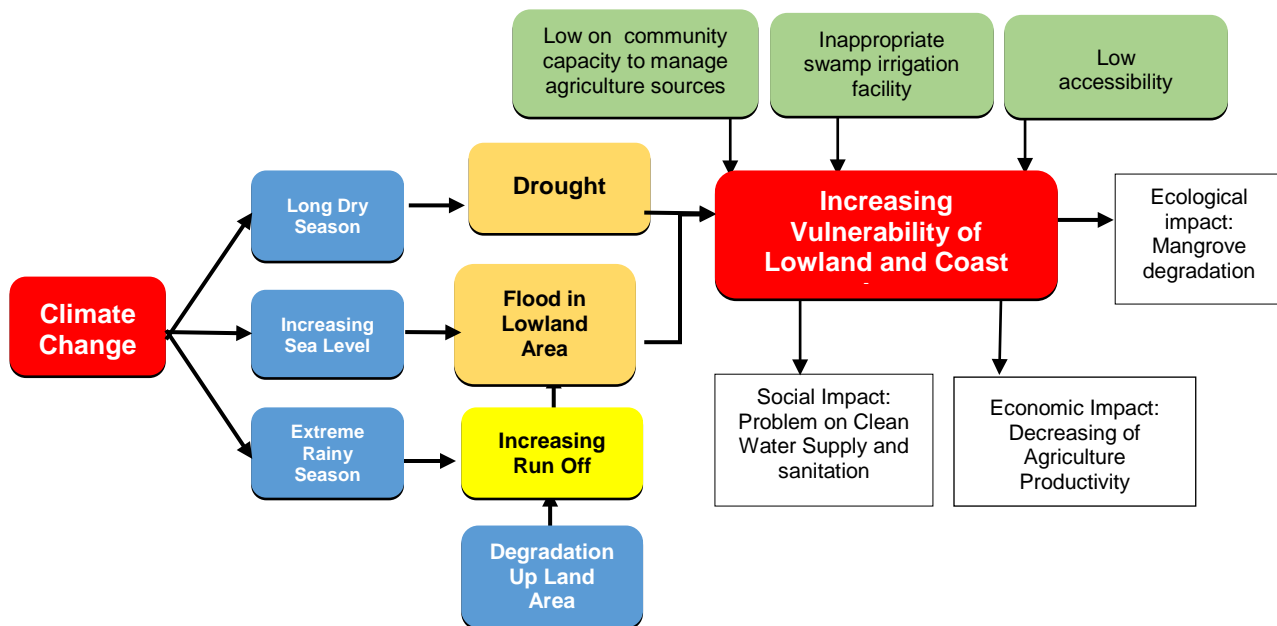 Low on community
capacity to manage
agriculture sources
Inappropriate
swamp irrigation
facility
Low
accessibility
Long Dry
Season
Drought
Increasing
Vulnerability of
Lowland and Coast
Ecological
impact:
Mangrove
degradation
Climate
Change
Increasing
Sea Level
Flood in
Lowland
Area
Extreme
Rainy
Season
Increasing
Run Off
Social Impact:
Problem on Clean
Water Supply and
sanitation
Economic Impact:
Decreasing of
Agriculture
Productivity
Degradation
Up Land
Area